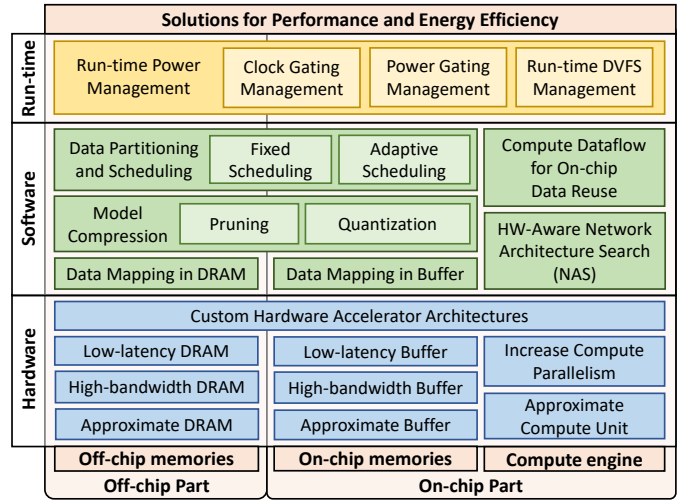 Solutions for Performance and Energy Efficiency
Run-time
Run-time Power
Management
Clock Gating
Management
Power Gating
Management
Run-time DVFS
Management
Software
Data Partitioning
and Scheduling
Fixed
Scheduling
Adaptive
Scheduling
Compute Dataflow
for On-chip
Data Reuse
Model
Compression
Pruning
Quantization
HW-Aware Network
Architecture Search
(NAS)
Data Mapping in DRAM
Data Mapping in Buffer
Hardware
Custom Hardware Accelerator Architectures
Low-latency DRAM
Low-latency Buffer
Increase Compute
Parallelism
High-bandwidth DRAM
High-bandwidth Buffer
Approximate DRAM
Approximate Buffer
Approximate
Compute Unit
Off-chip memories
On-chip memories
Compute engine
Off-chip Part
On-chip Part